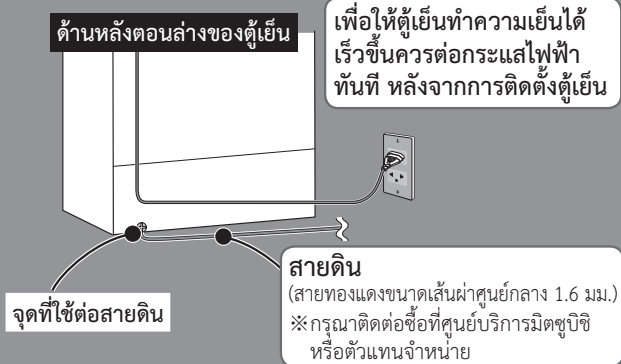 ด้านหลังตอนล่างของตู้เย็น
เพื่อให้ตู้เย็นทำความเย็นได้
เร็วขึ้นควรต่อกระแสไฟฟ้า
ทันที หลังจากการติดตั้งตู้เย็น
สายดิน
(สายทองแดงขนาดเส้นผ่าศูนย์กลาง 1.6 มม.)
※กรุณาติดต่อซื้อที่ศูนย์บริการมิตซูบิชิ
หรือตัวแทนจำหน่าย
จุดที่ใช้ต่อสายดิน